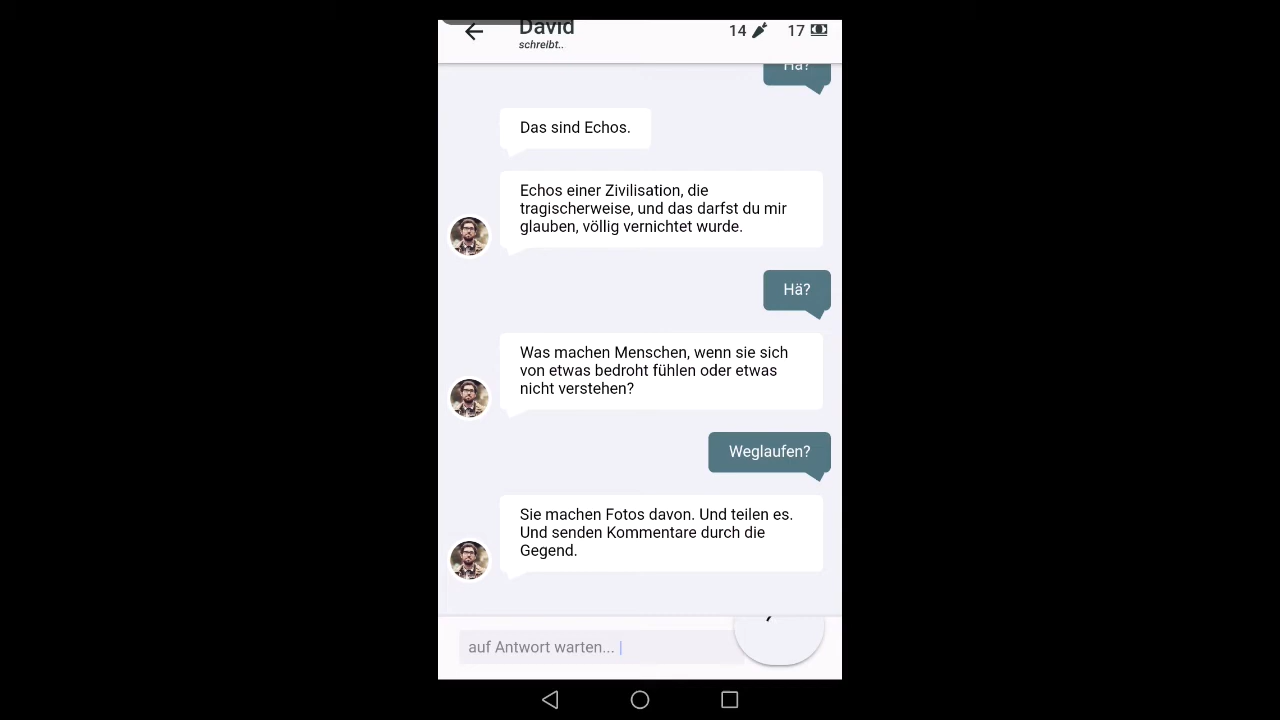 David
schreibt..
14
17
Hä?
Das sind Echos.
Echos einer Zivilisation, die
tragischerweise, und das darfst du mir
glauben, völlig vernichtet wurde.
Hä?
Was machen Menschen, wenn sie sich
von etwas bedroht fühlen oder etwas
nicht verstehen?
Weglaufen?
Sie machen Fotos davon. Und teilen es.
Und senden Kommentare durch die
Gegend.
auf Antwort warten... |